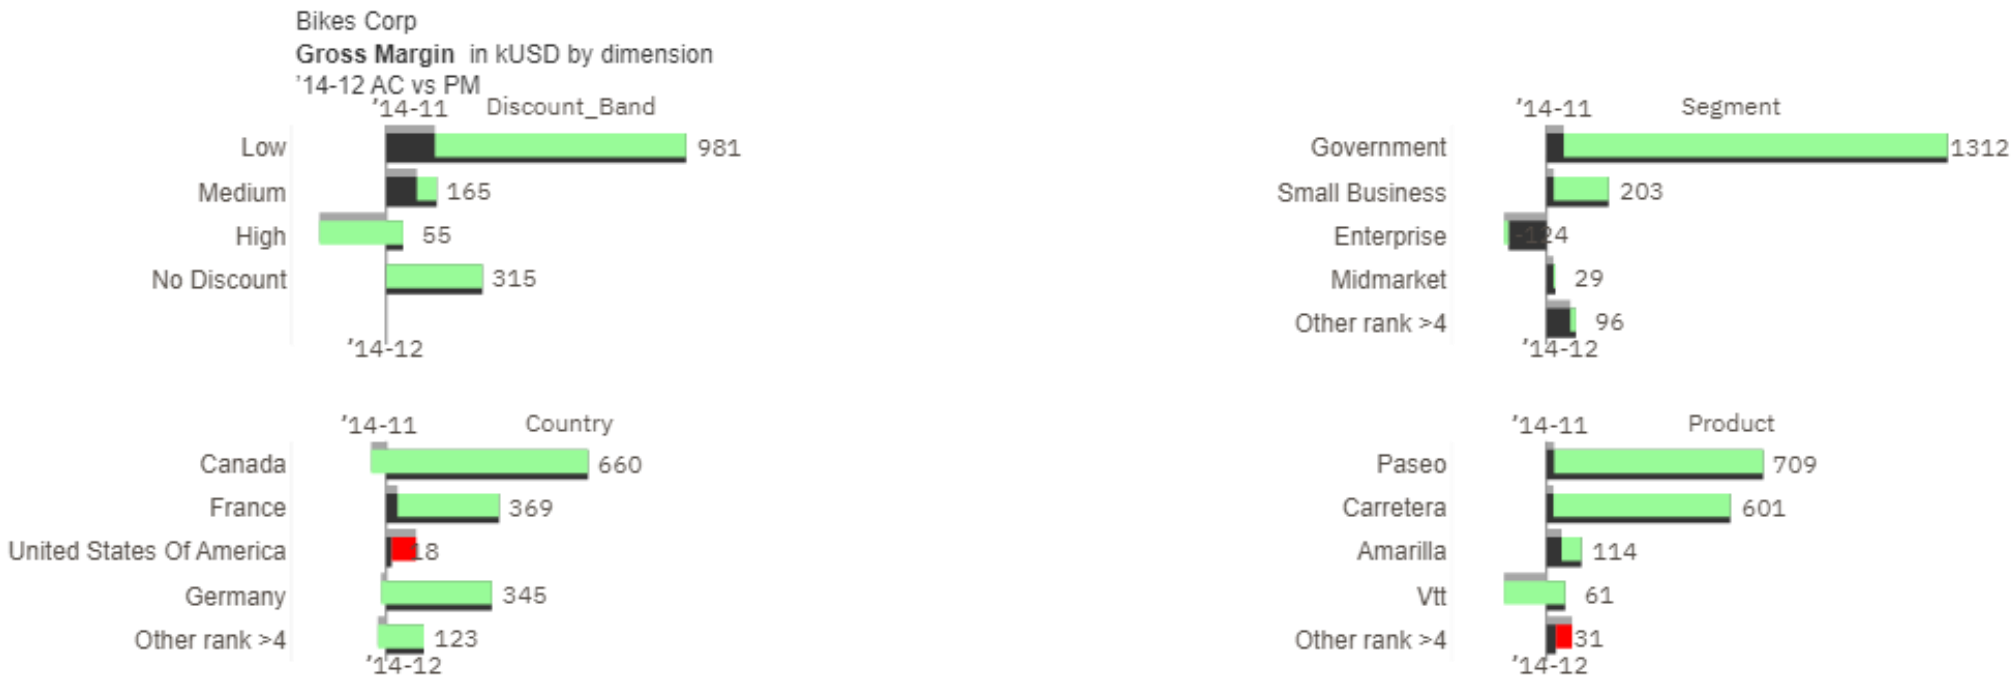 Bikes Corp
Gross Margin in kUSD by dimension
'14-12 AC vs PM
'14-11 Discount_Band
Low 981
Medium 165
High 55
No Discount 315
'14-12
'14-11 Segment
Government 1312
Small Business 203
Enterprise -124
Midmarket 29
Other rank >4 96
'14-12
'14-11 Country
Canada 660
France 369
United States Of America 18
Germany 345
Other rank >4 123
'14-12
'14-11 Product
Paseo 709
Carretera 601
Amarilla 114
Vtt 61
Other rank >4 31
'14-12